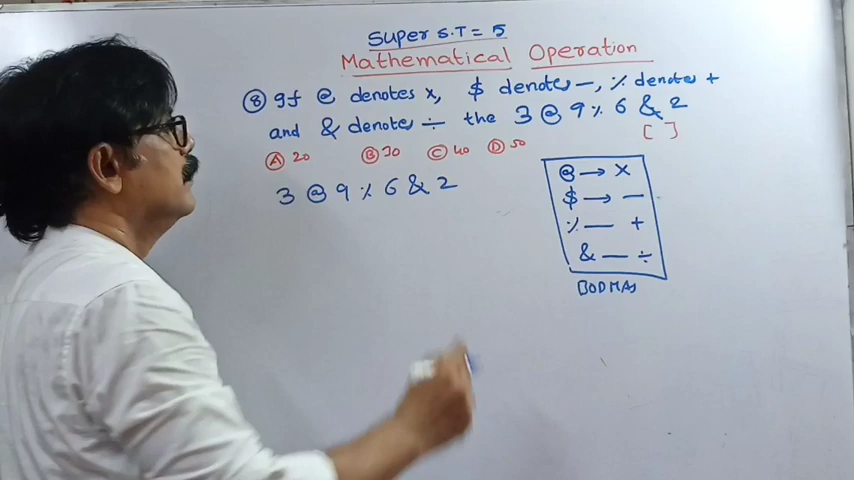 Super S.T = 5
Mathematical Operation
⑧ If @ denotes x, $ denotes –, % denotes +
and & denotes ÷ the 3 @ 9 % 6 & 2
[ ]
Ⓐ 20 Ⓑ 30 Ⓒ 40 Ⓓ 50
3 @ 9 % 6 & 2
@ → x
$ → –
% — +
& — ÷
BODMAS